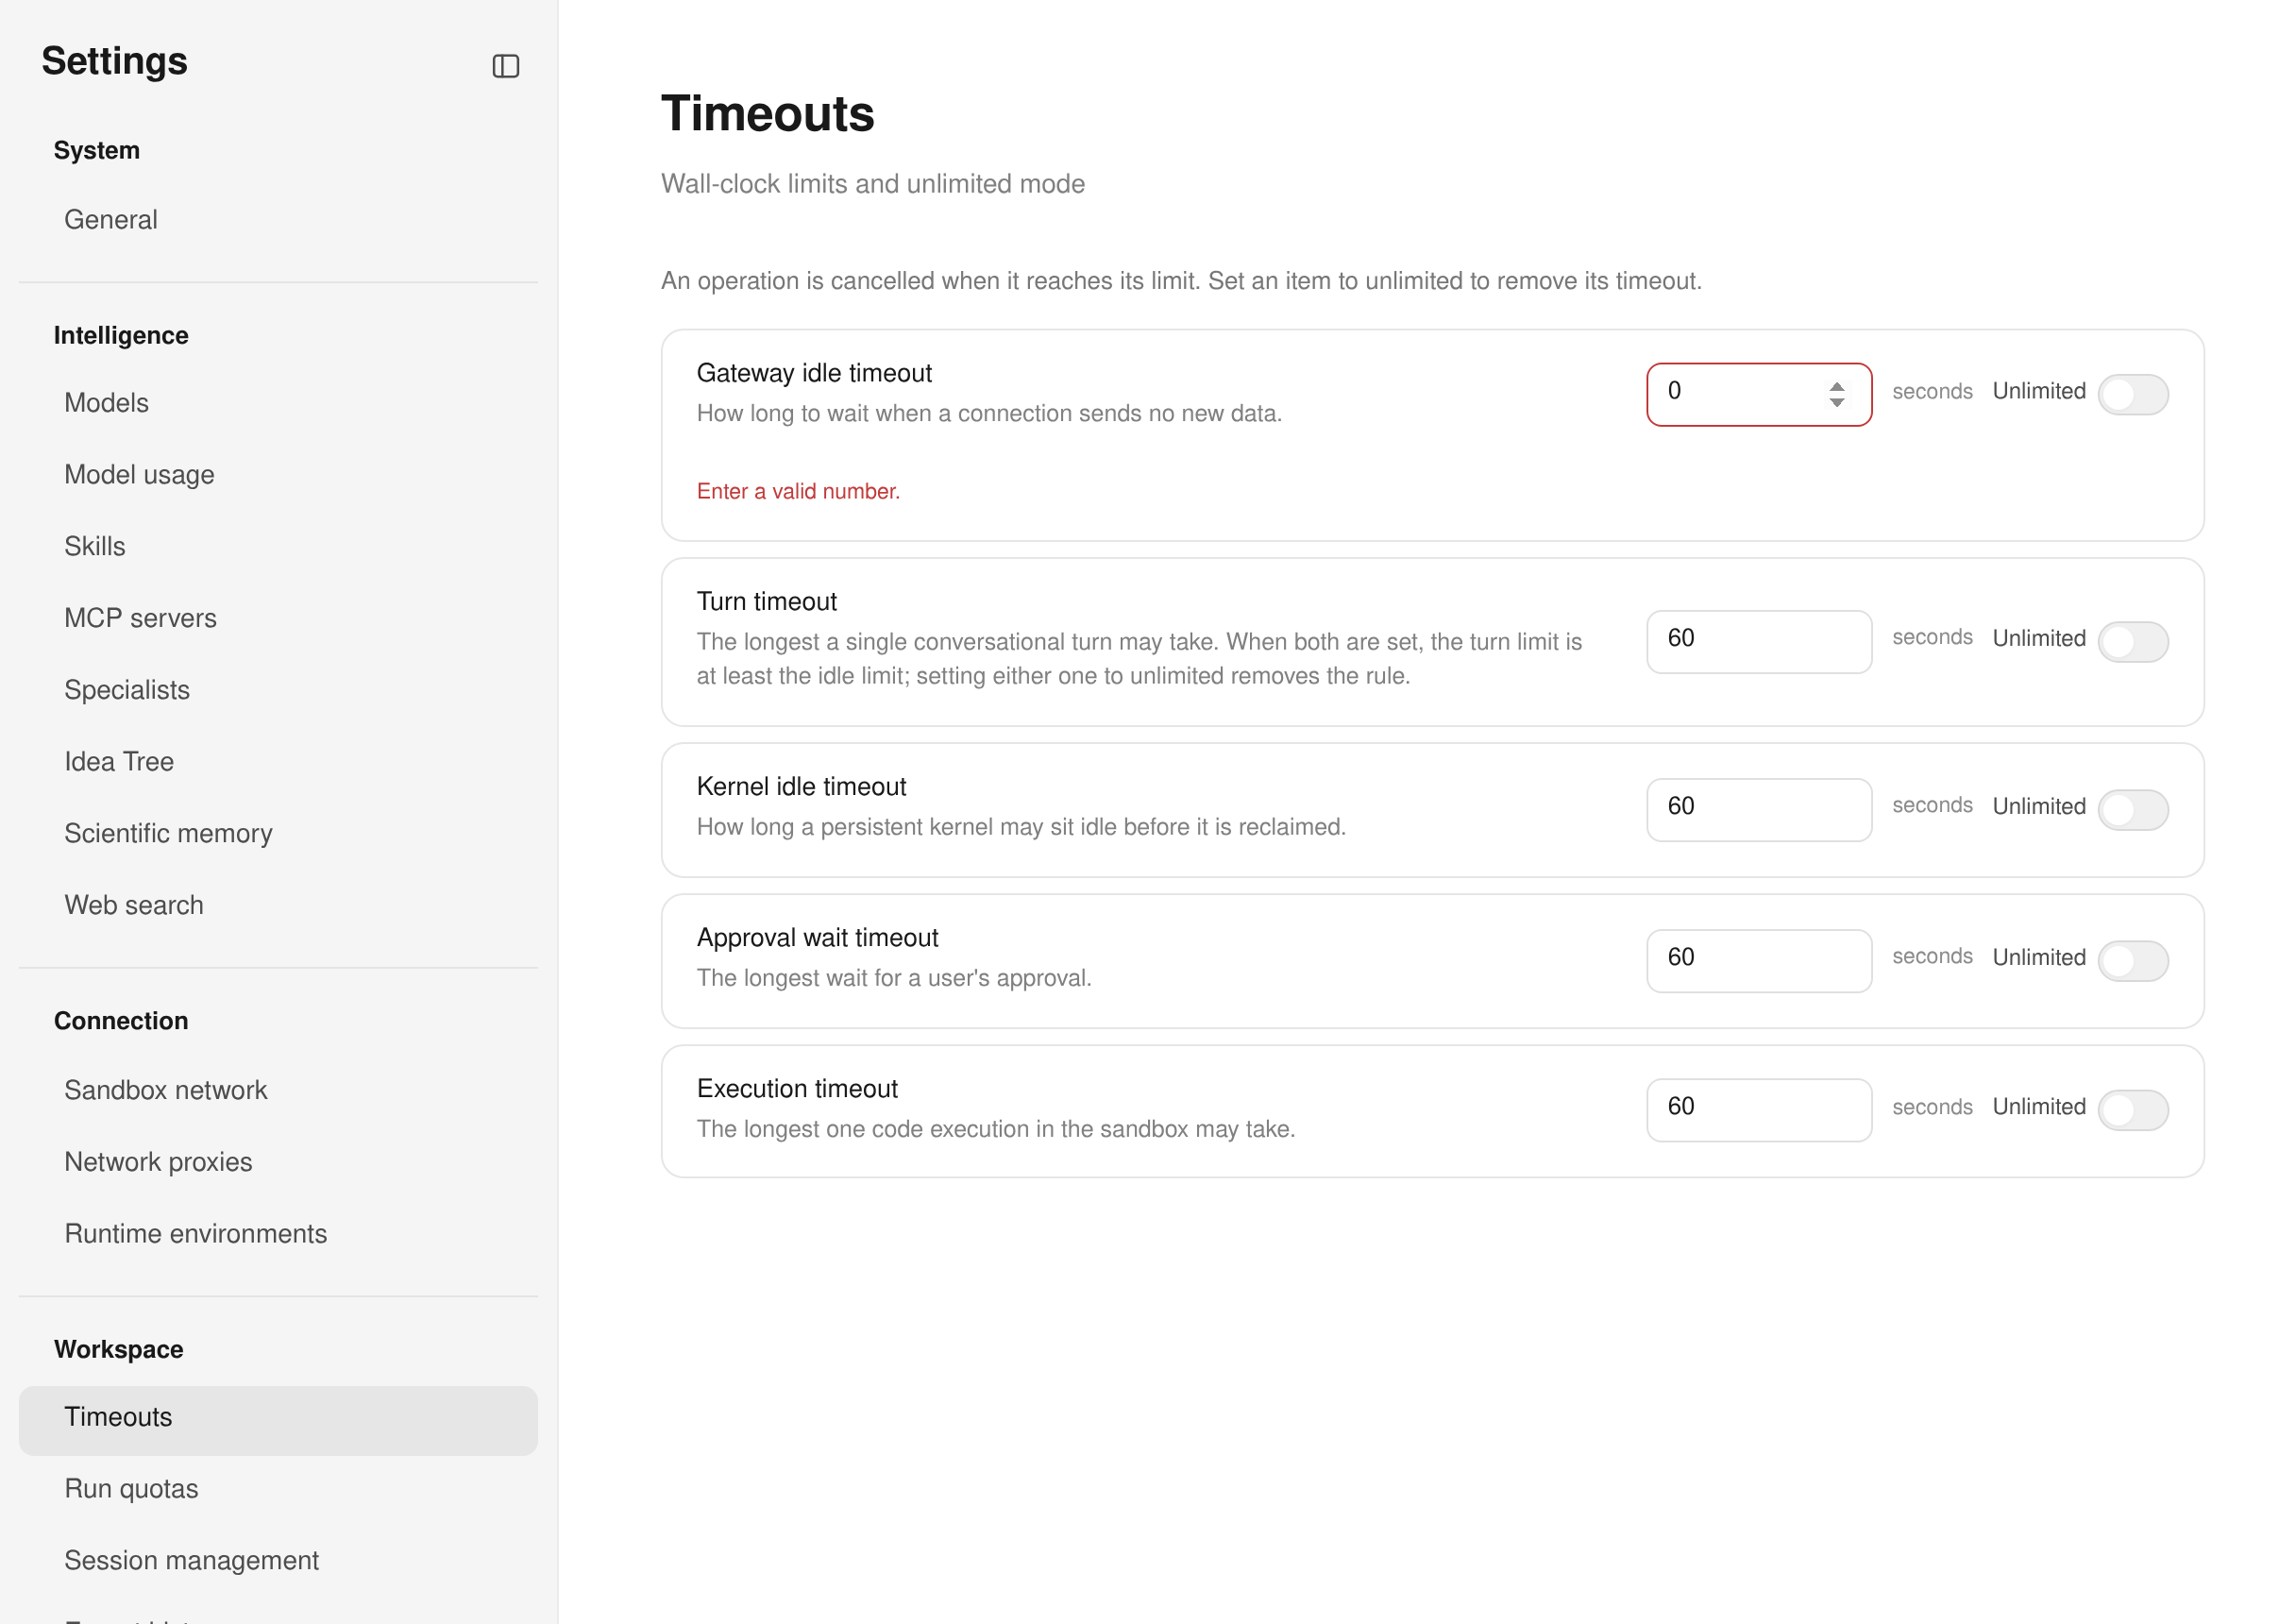 Settings
System
General
Intelligence
Models
Model usage
Skills
MCP servers
Specialists
Idea Tree
Scientific memory
Web search
Connection
Sandbox network
Network proxies
Runtime environments
Workspace
Timeouts
Run quotas
Session management
Timeouts
Wall-clock limits and unlimited mode
An operation is cancelled when it reaches its limit. Set an item to unlimited to remove its timeout.
Gateway idle timeout
How long to wait when a connection sends no new data.
0 seconds Unlimited
Enter a valid number.
Turn timeout
The longest a single conversational turn may take. When both are set, the turn limit is
at least the idle limit; setting either one to unlimited removes the rule.
60 seconds Unlimited
Kernel idle timeout
How long a persistent kernel may sit idle before it is reclaimed.
60 seconds Unlimited
Approval wait timeout
The longest wait for a user's approval.
60 seconds Unlimited
Execution timeout
The longest one code execution in the sandbox may take.
60 seconds Unlimited